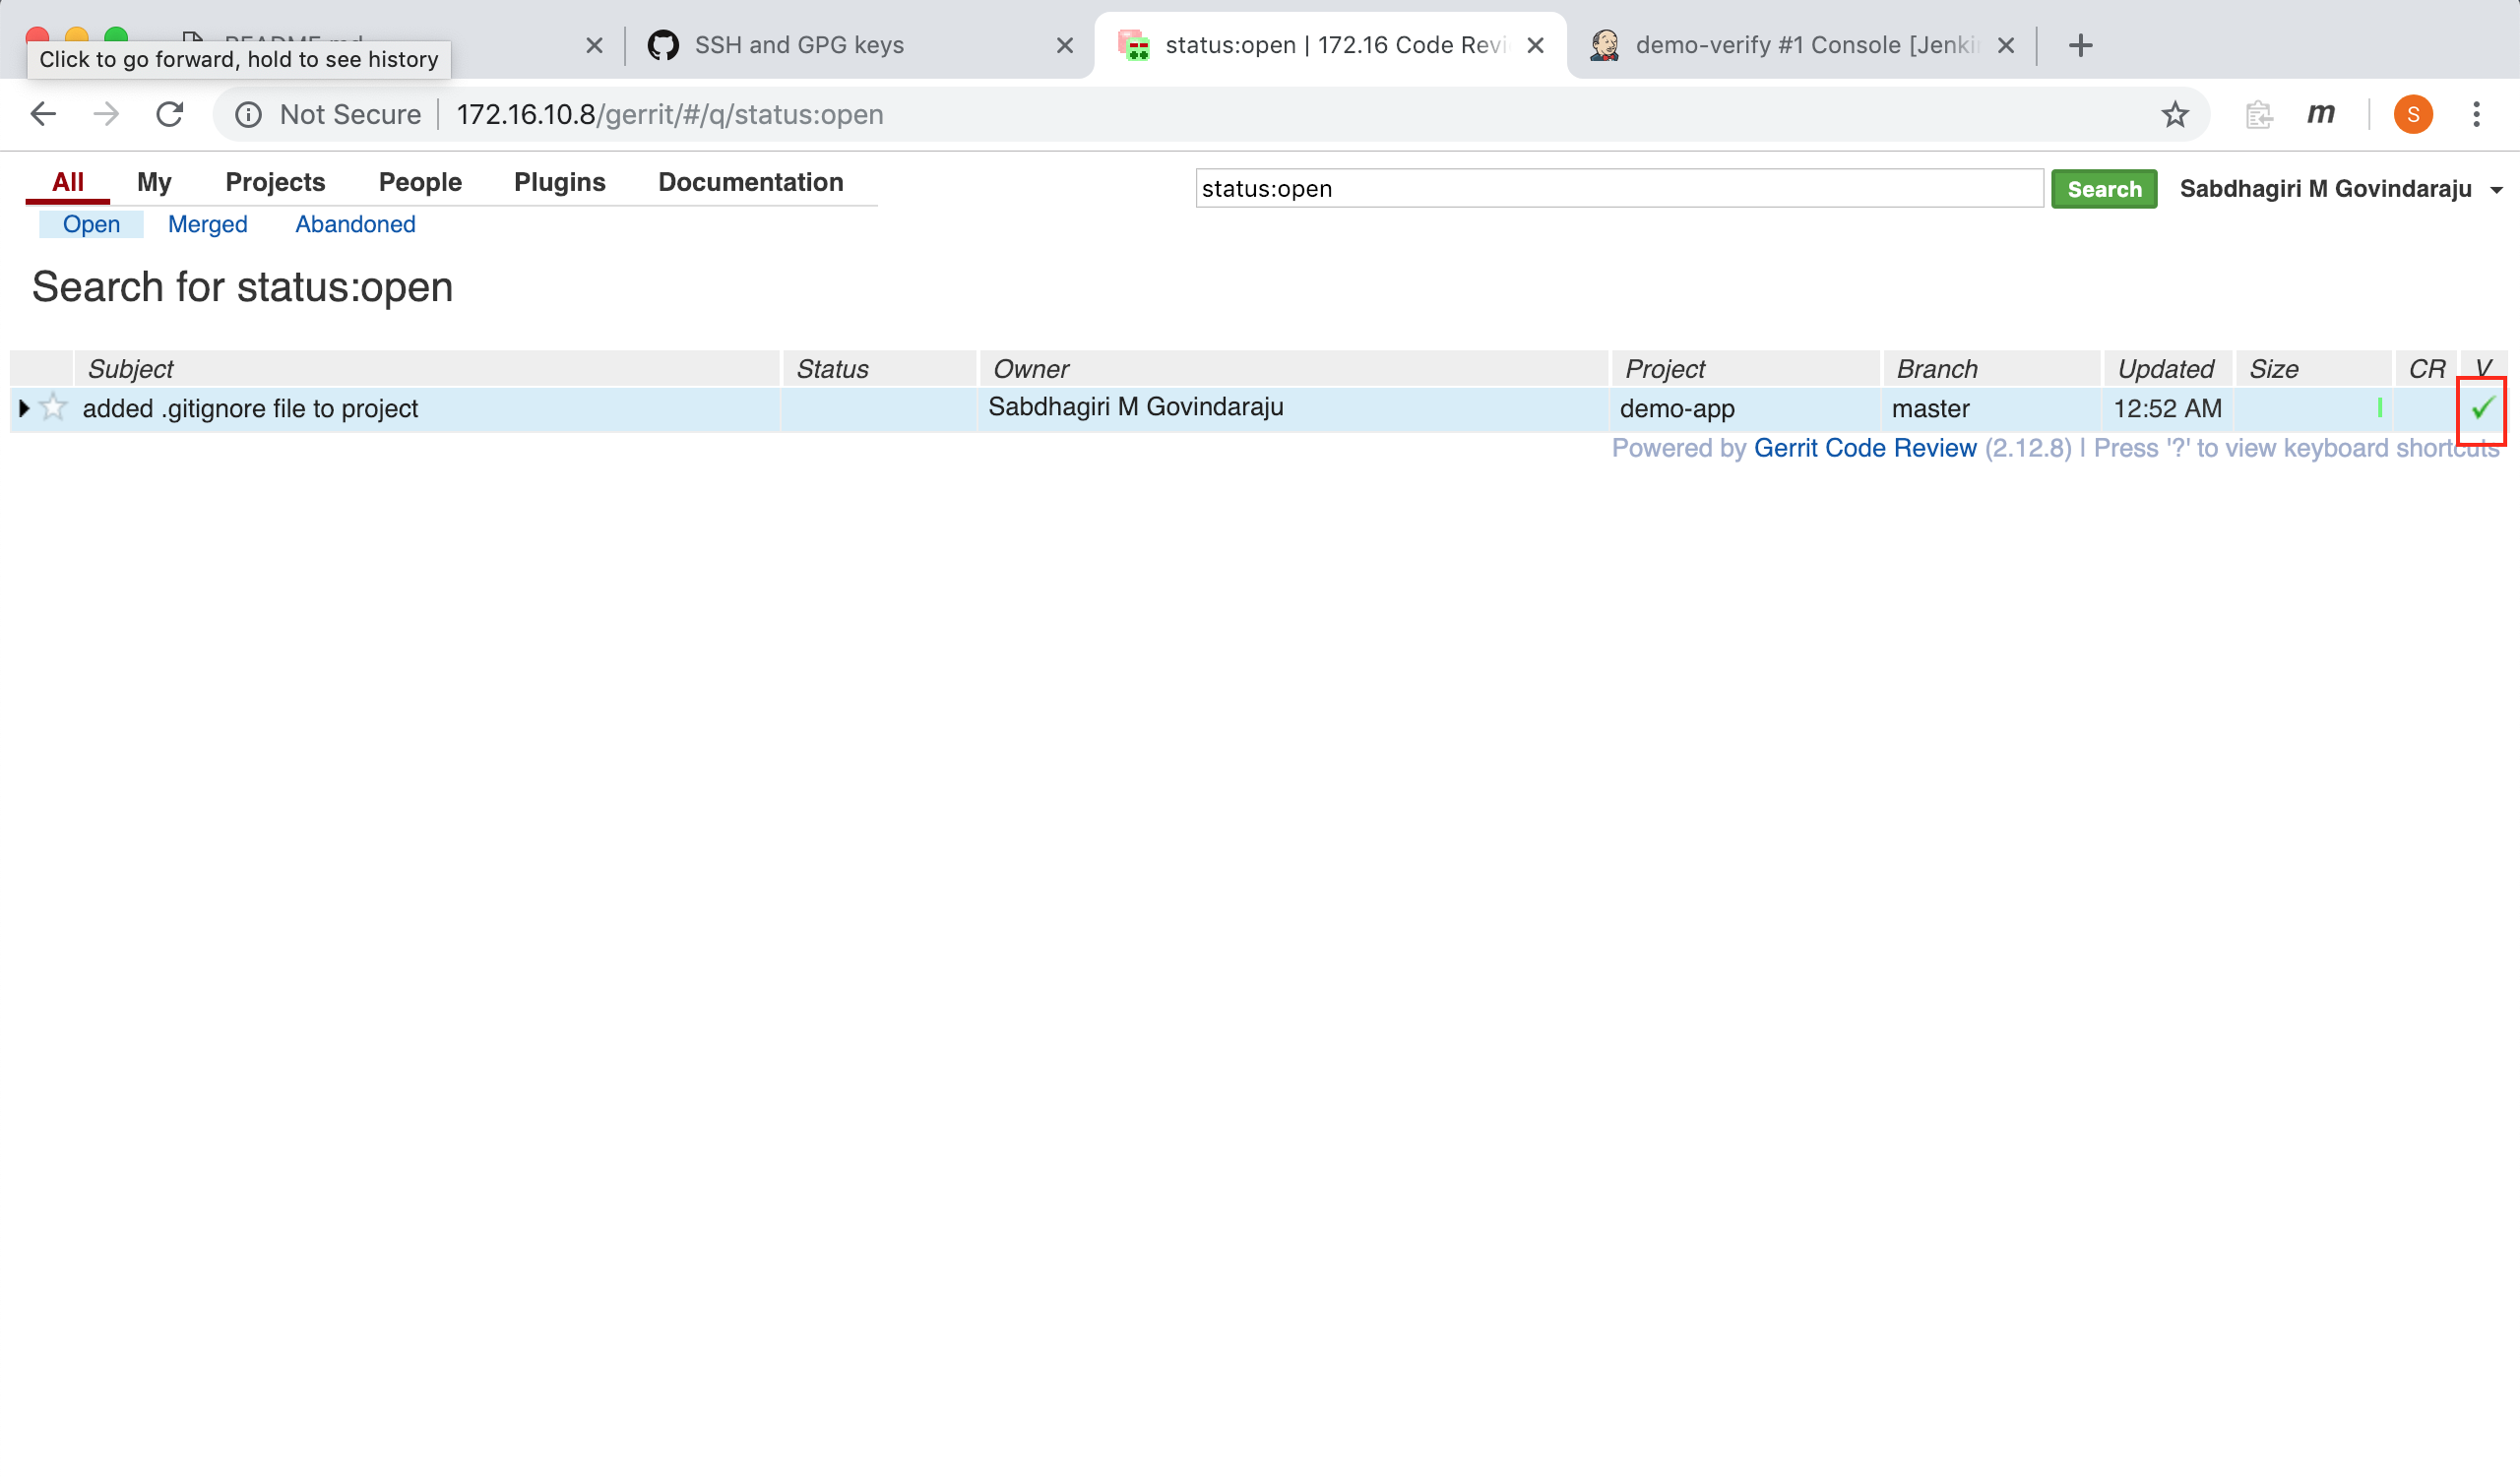 Click to go forward, hold to see history
SSH and GPG keys
status:open | 172.16 Code Revi
demo-verify #1 Console [Jenki
Not Secure
172.16.10.8/gerrit/#/q/status:open
m
S
All My Projects People Plugins Documentation
status:open
Search
Sabdhagiri M Govindaraju
Open Merged Abandoned
Search for status:open
Subject Status Owner Project Branch Updated Size CR V
added .gitignore file to project Sabdhagiri M Govindaraju demo-app master 12:52 AM
Powered by Gerrit Code Review (2.12.8) | Press '?' to view keyboard shortcuts